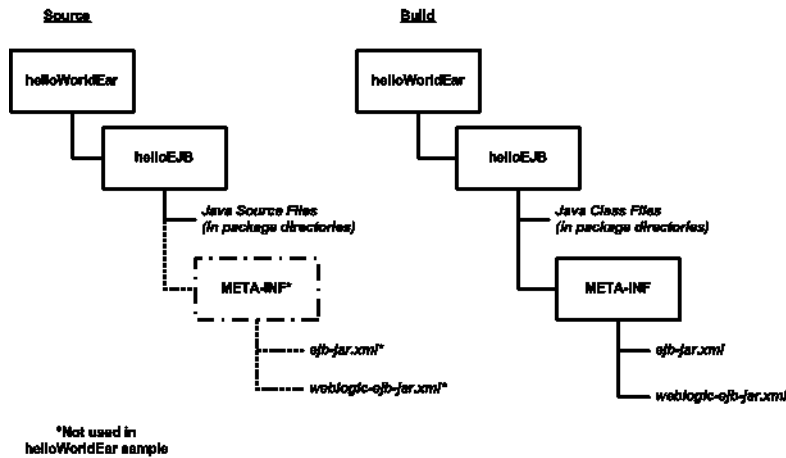 Source
helloWorldEar
helloEJB
Java Source Files
(in package directories)
META-INF*
ejb-jar.xml*
weblogic-ejb-jar.xml*
*Not used in
helloWorldEar sample
Build
helloWorldEar
helloEJB
Java Class Files
(in package directories)
META-INF
ejb-jar.xml
weblogic-ejb-jar.xml